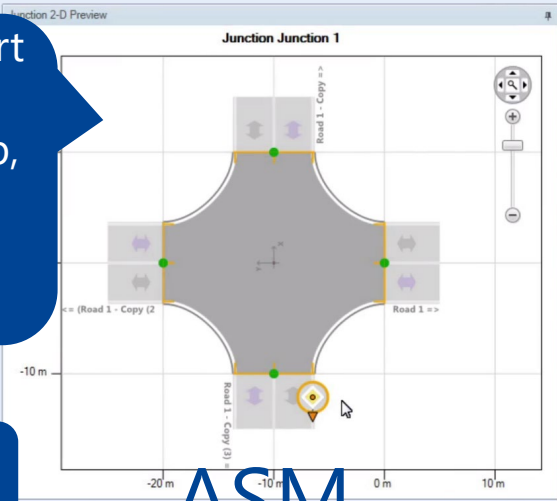 Junction 2-D Preview
Junction Junction 1
Road 1 - Copy =>
<= (Road 1 - Copy (2
Road 1 =>
-10 m
Road 1 - Copy (3) =
-20 m
-10 m
0 m
10 m
ASM